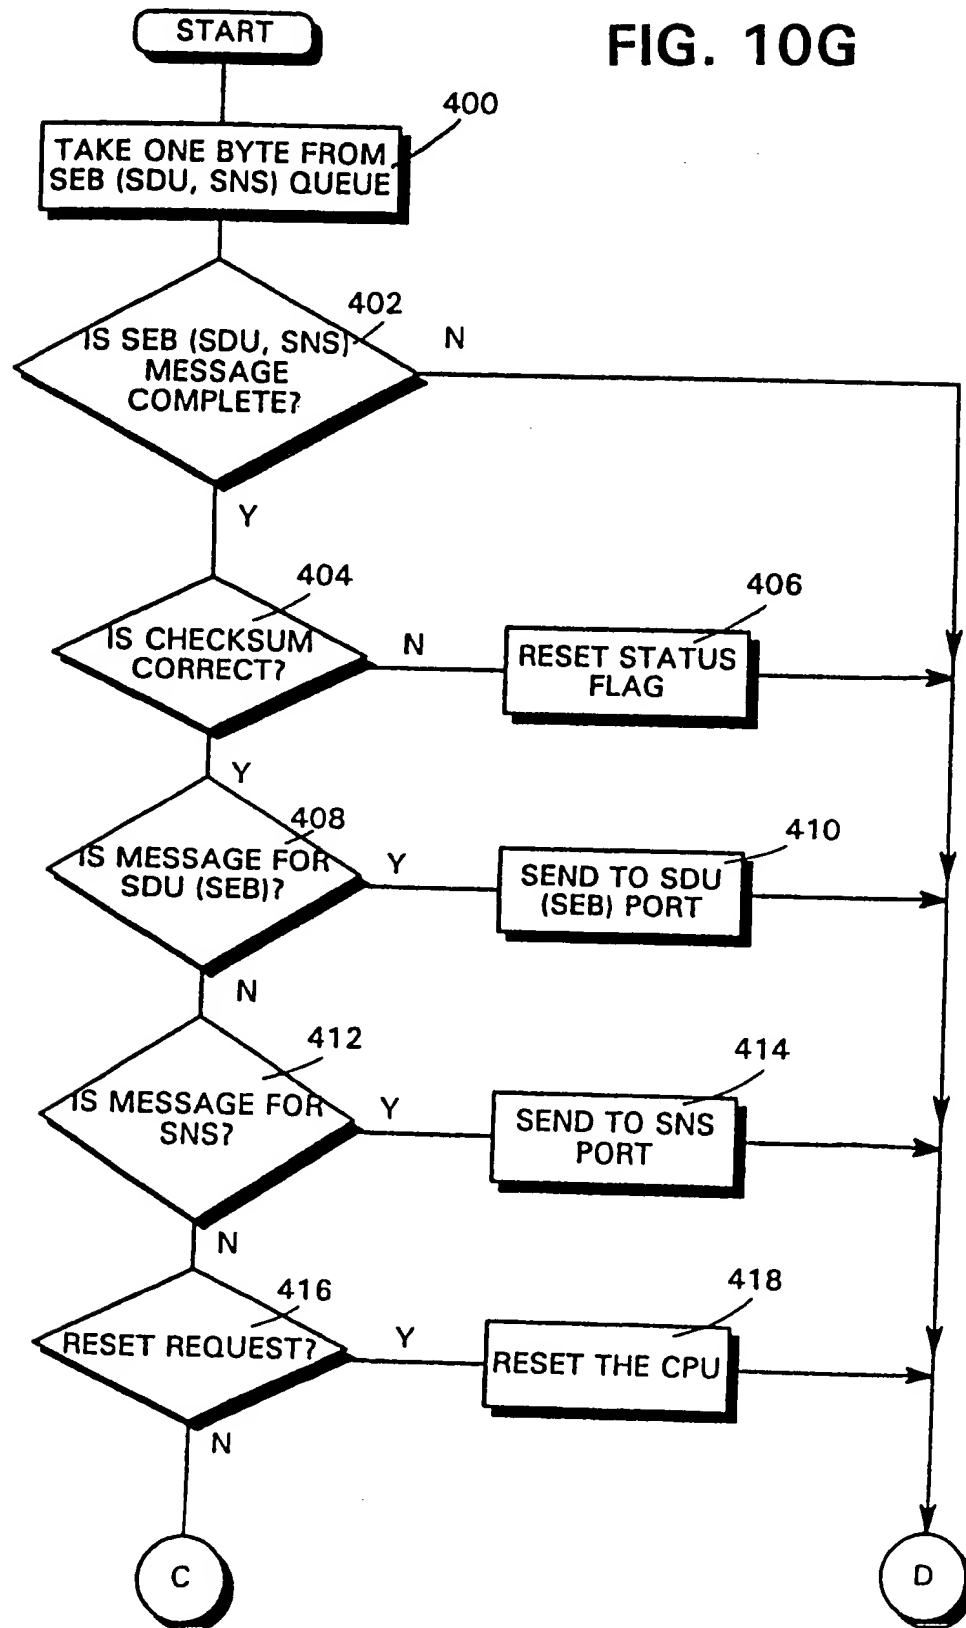 START
FIG. 10G
400
TAKE ONE BYTE FROM
SEB (SDU, SNS) QUEUE
402
IS SEB (SDU, SNS)
MESSAGE
COMPLETE?
N
Y
404
IS CHECKSUM
CORRECT?
N
406
RESET STATUS
FLAG
Y
408
IS MESSAGE FOR
SDU (SEB)?
Y
410
SEND TO SDU
(SEB) PORT
N
412
IS MESSAGE FOR
SNS?
Y
414
SEND TO SNS
PORT
N
416
RESET REQUEST?
Y
418
RESET THE CPU
N
C
D